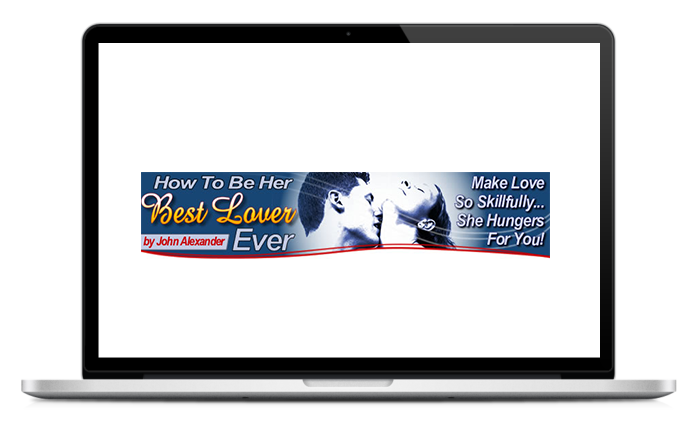 How To Be Her
Best Lover
by John Alexander
Ever
Make Love
So Skillfully...
She Hungers
For You!